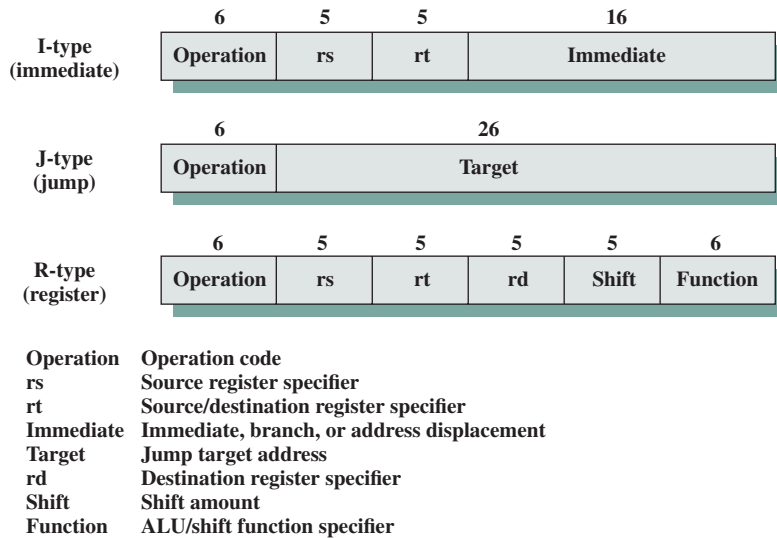 6 5 5 16
I-type
(immediate)
Operation rs rt Immediate
6 26
J-type
(jump)
Operation Target
6 5 5 5 5 6
R-type
(register)
Operation rs rt rd Shift Function
Operation Operation code
rs Source register specifier
rt Source/destination register specifier
Immediate Immediate, branch, or address displacement
Target Jump target address
rd Destination register specifier
Shift Shift amount
Function ALU/shift function specifier